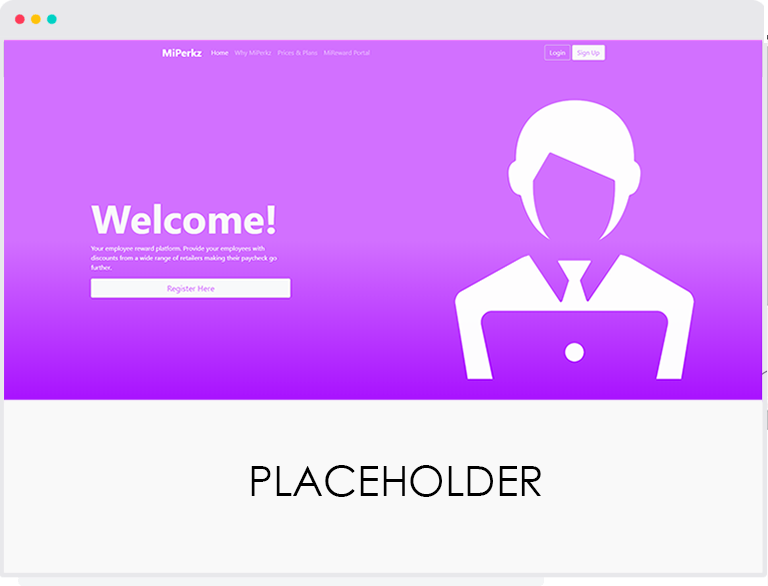 MiPerkz Home Why MiPerkz Prices & Plans MiReward Portal Login Sign Up
Welcome!
Your employee reward platform. Provide your employees with
discounts from a wide range of retailers making their paycheck go
further.
Register Here
PLACEHOLDER